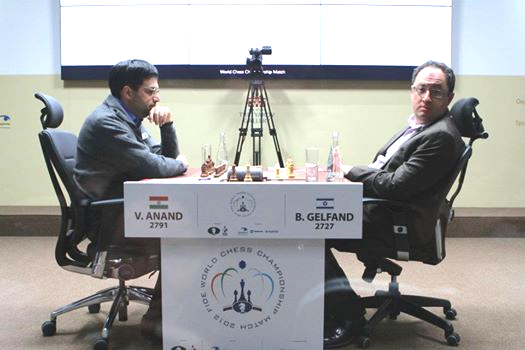 World Chess Championship Match
V. ANAND
2791
B. GELFAND
2727
FIDE WORLD CHESS CHAMPIONSHIP
MATCH 2012